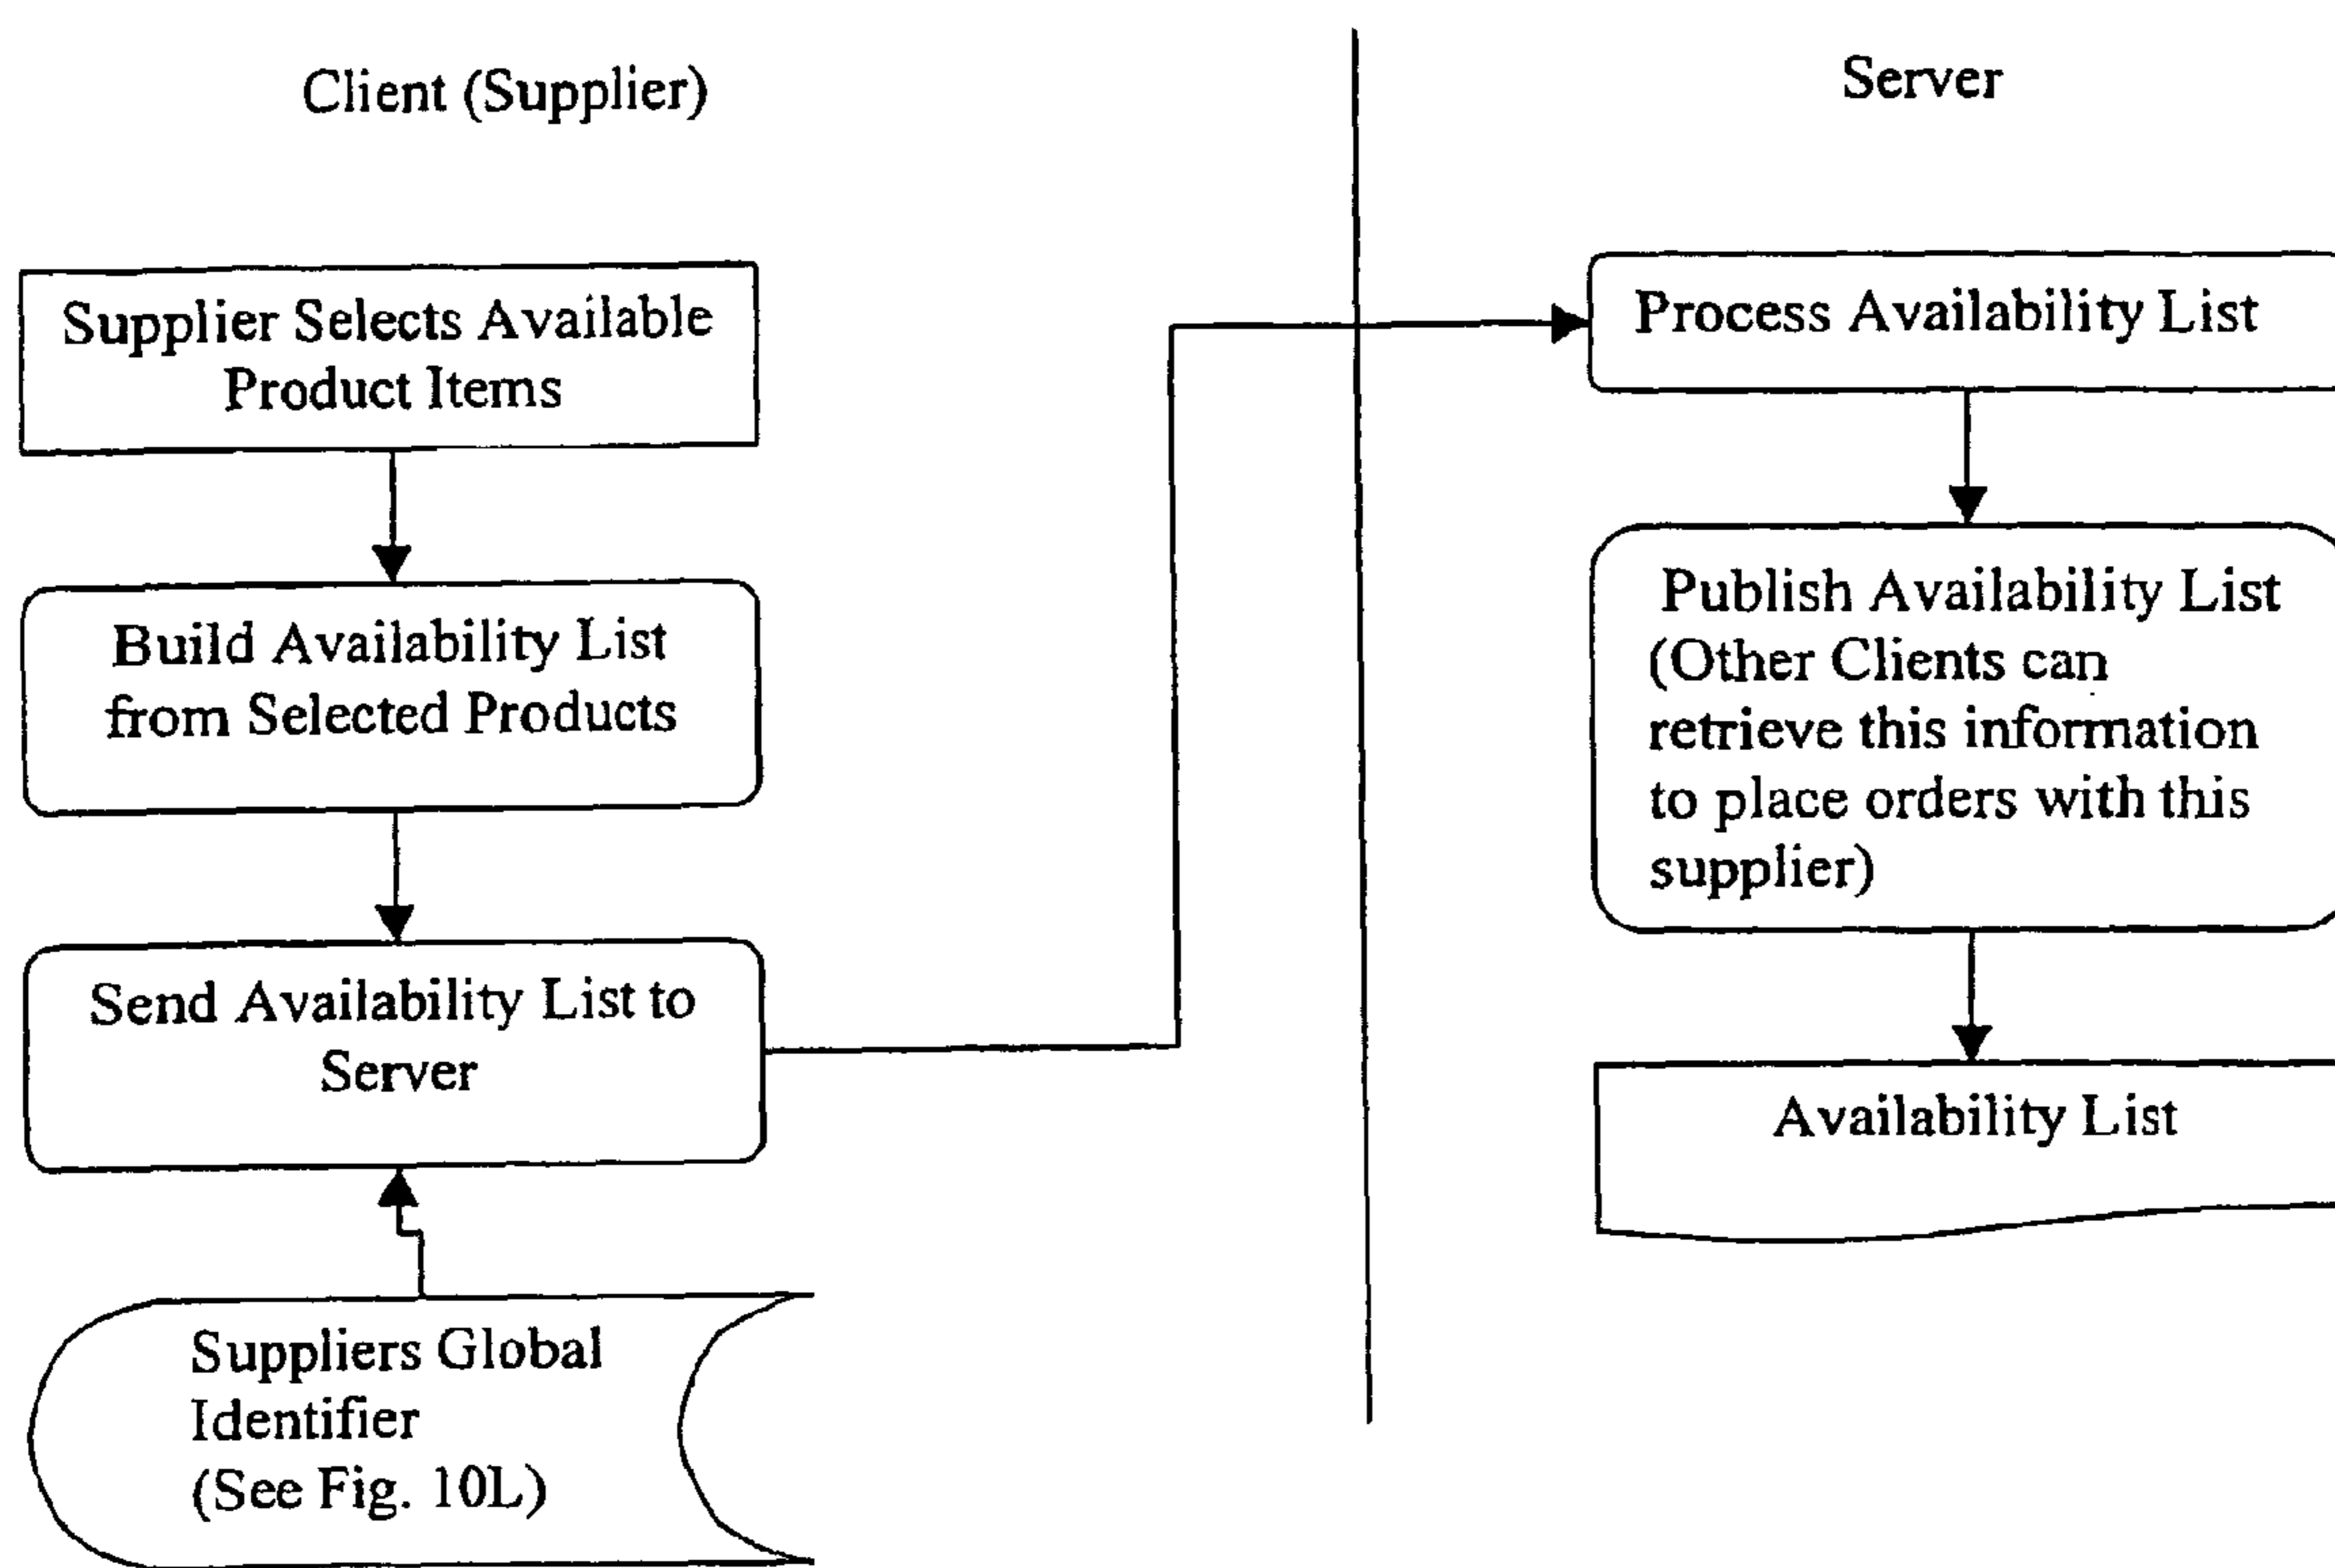 Client (Supplier)
Server
Supplier Selects Available
Product Items
Build Availability List
from Selected Products
Send Availability List to
Server
Suppliers Global
Identifier
(See Fig. 10L)
Process Availability List
Publish Availability List
(Other Clients can
retrieve this information
to place orders with this
supplier)
Availability List